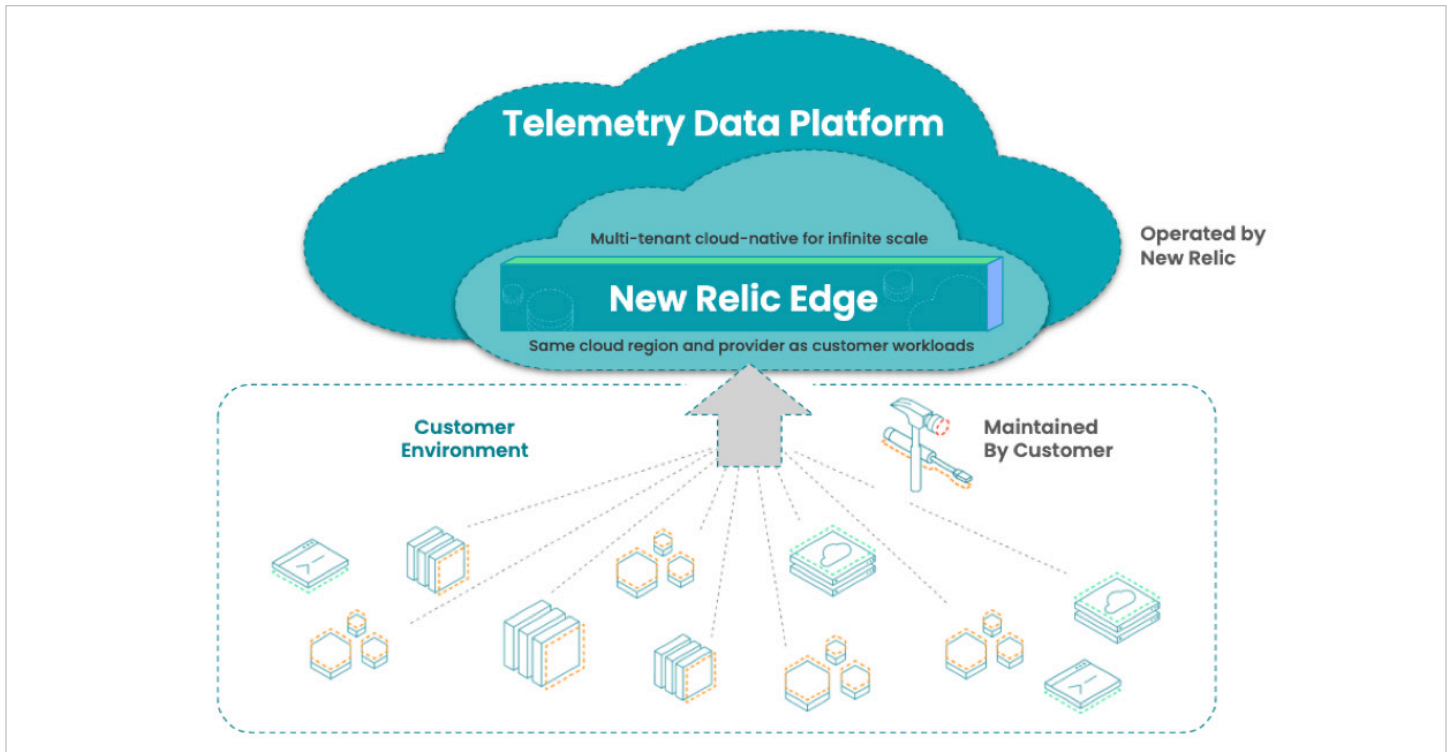 Telemetry Data Platform
Multi-tenant cloud-native for infinite scale
New Relic Edge
Same cloud region and provider as customer workloads
Operated by
New Relic
Customer
Environment
Maintained
By Customer